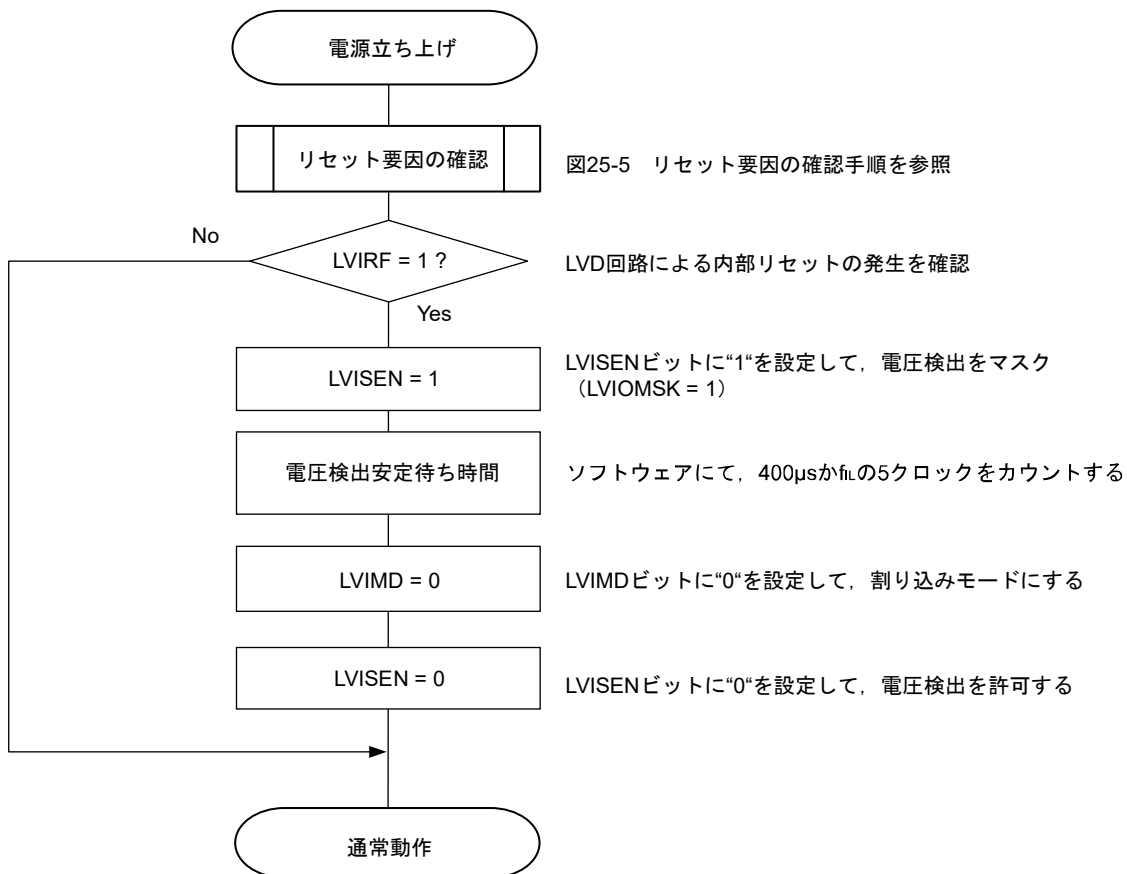 電源立ち上げ
リセット要因の確認
図25-5　リセット要因の確認手順を参照
No
LVIRF = 1 ?
LVD回路による内部リセットの発生を確認
Yes
LVISEN = 1
LVISENビットに“1“を設定して，電圧検出をマスク
（LVIOMSK = 1）
電圧検出安定待ち時間
ソフトウェアにて，400μsかfILの5クロックをカウントする
LVIMD = 0
LVIMDビットに“0“を設定して，割り込みモードにする
LVISEN = 0
LVISENビットに“0“を設定して，電圧検出を許可する
通常動作